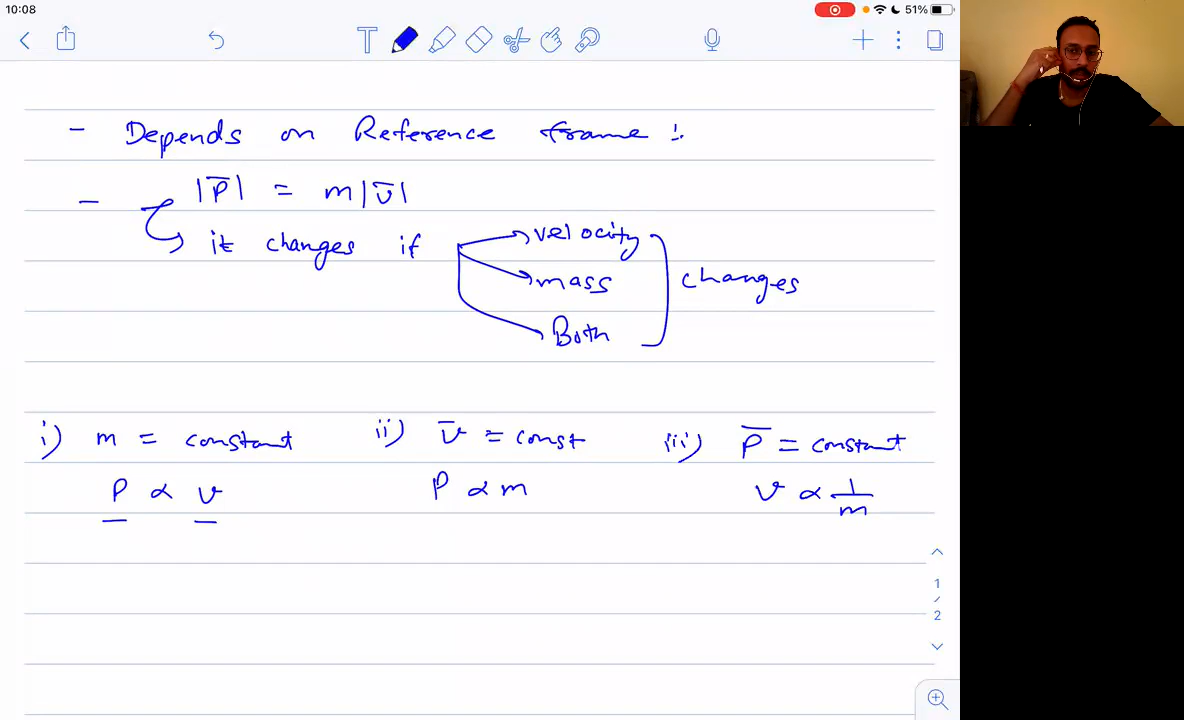 10:08
51%
T
- Depends on Reference frame :
- |p̅| = m|v̅|
it changes if
velocity
mass
Both
changes
i) m = constant
P ∝ v
ii) v̅ = const
P ∝ m
iii) P̅ = constant
v ∝ 1/m
1
/
2